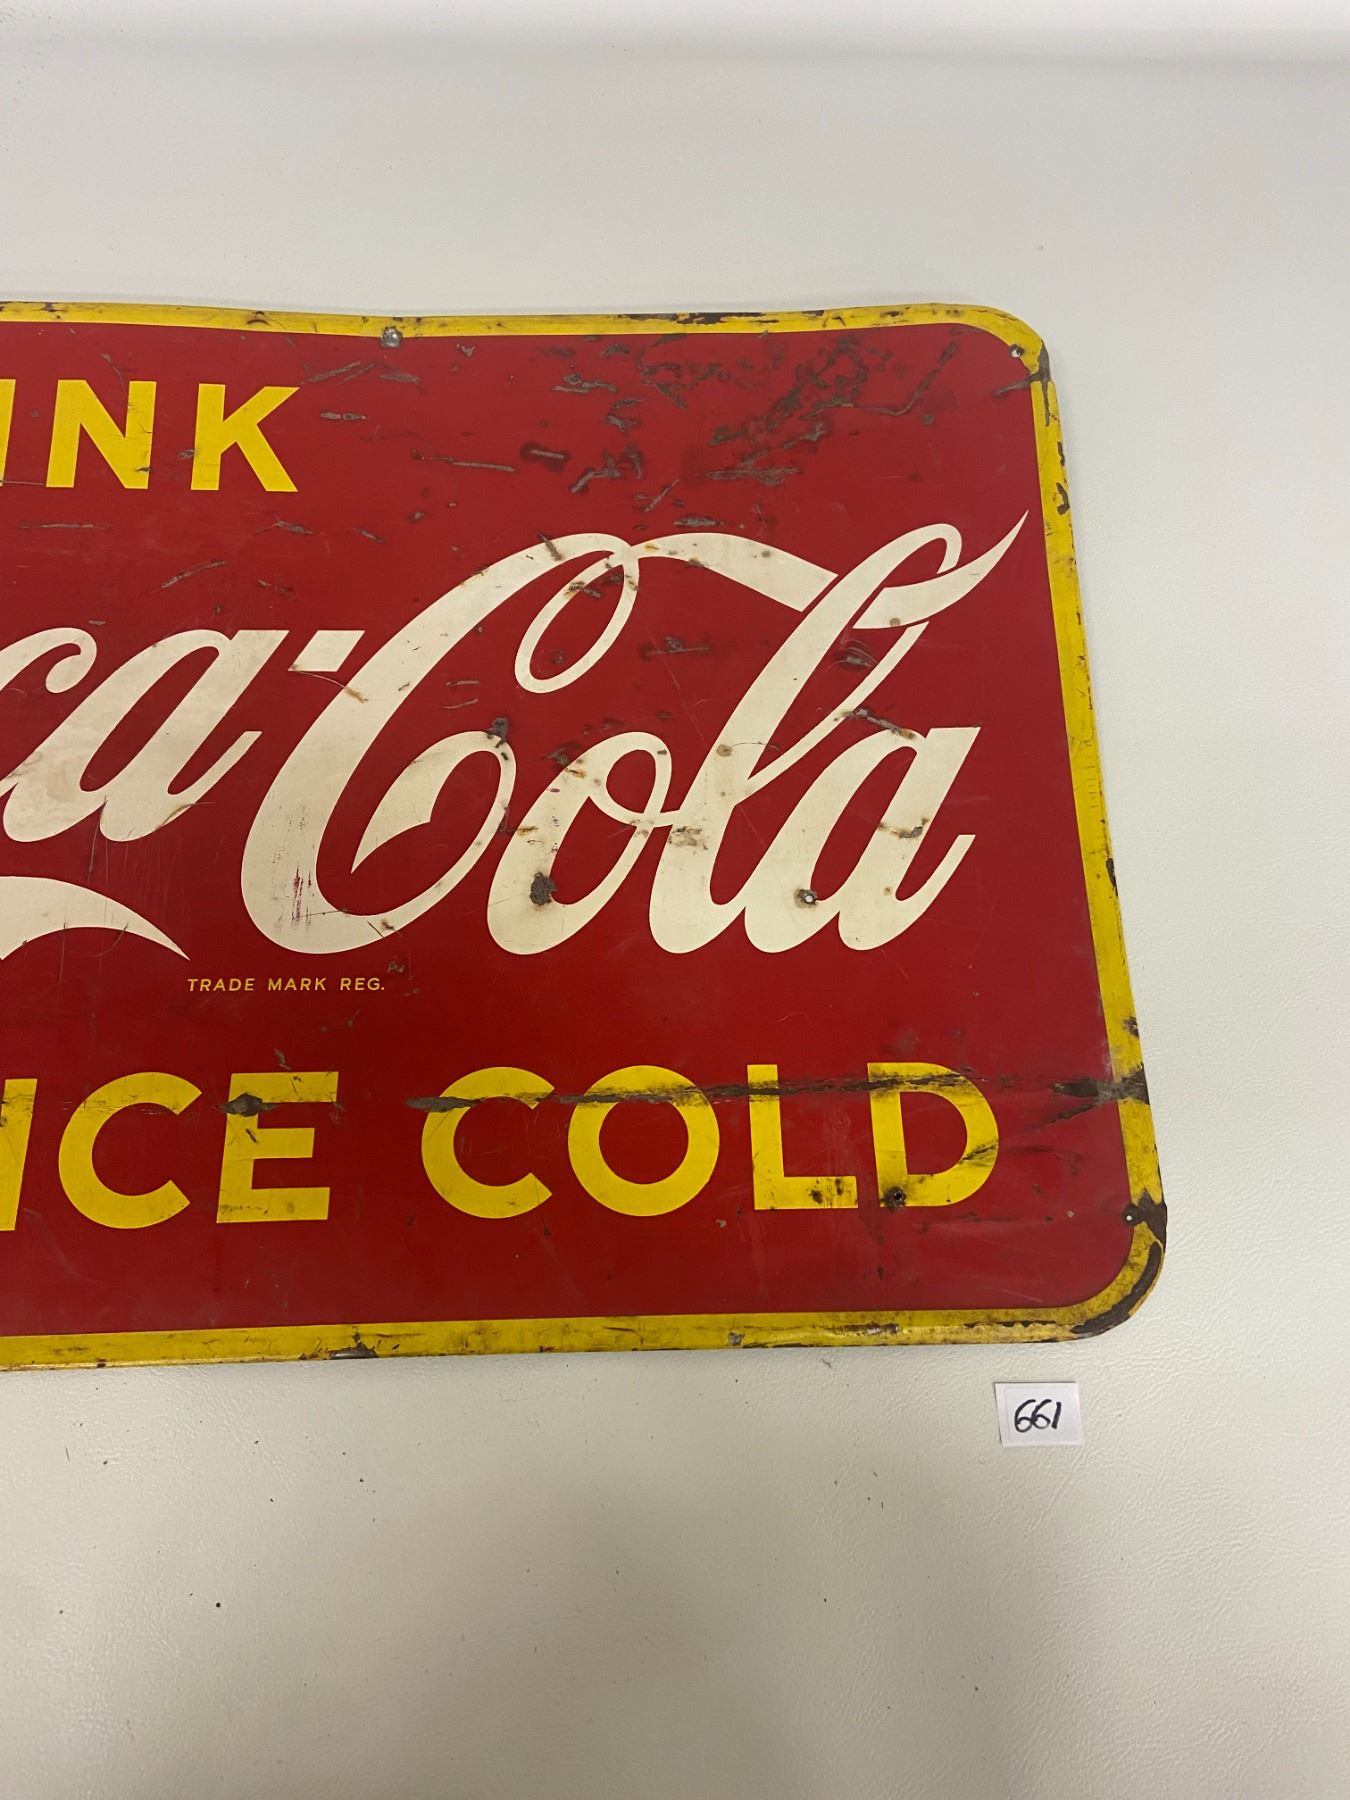 INK
ca-Cola
TRADE MARK REG.
ICE COLD
661